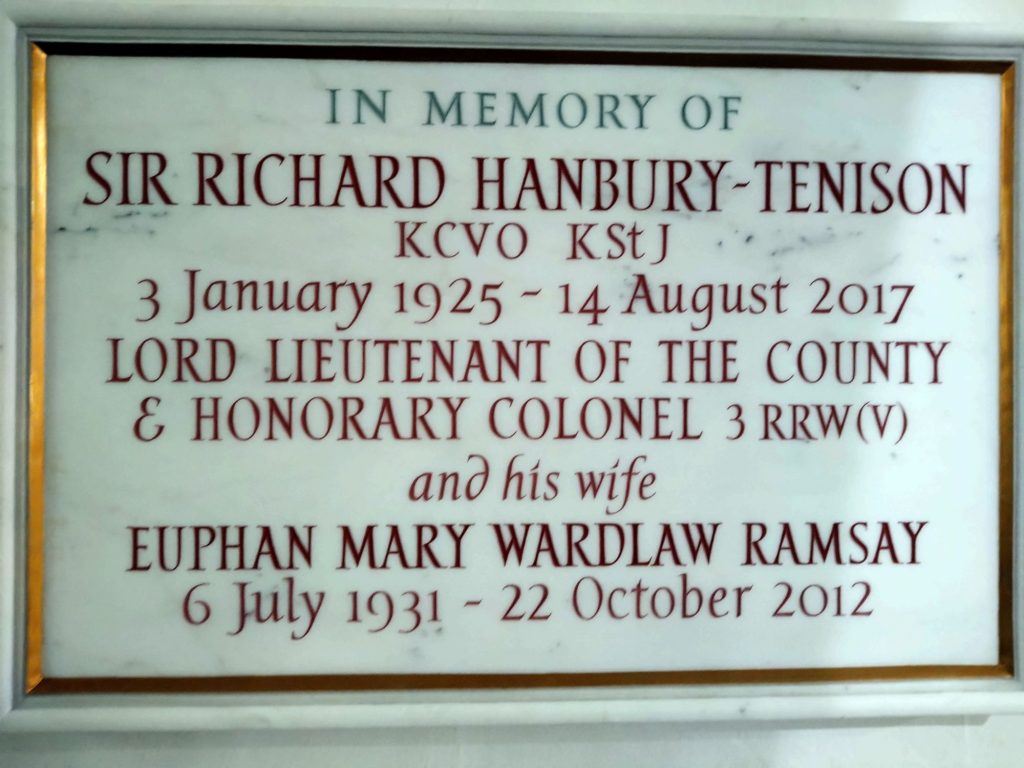 IN MEMORY OF
SIR RICHARD HANBURY-TENISON
KCVO KStJ
3 January 1925 - 14 August 2017
LORD LIEUTENANT OF THE COUNTY
& HONORARY COLONEL 3 RRW(V)
and his wife
EUPHAN MARY WARDLAW RAMSAY
6 July 1931 - 22 October 2012